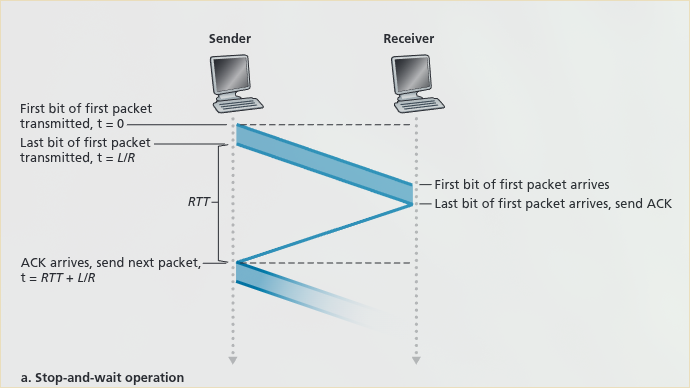 Sender
Receiver
First bit of first packet
transmitted, t = 0
Last bit of first packet
transmitted, t = L/R
First bit of first packet arrives
Last bit of first packet arrives, send ACK
RTT
ACK arrives, send next packet,
t = RTT + L/R
a. Stop-and-wait operation